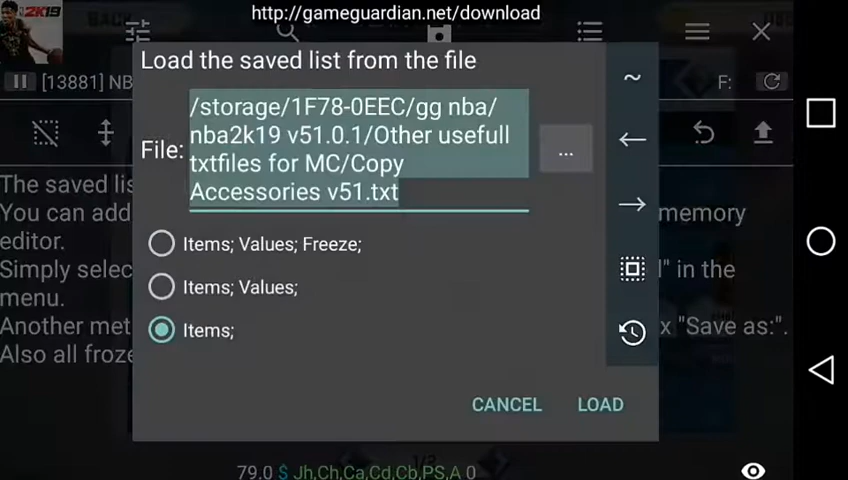 http://gameguardian.net/download
2K19
Load the saved list from the file
[13881] NB
F:
/storage/1F78-0EEC/gg nba/
nba2k19 v51.0.1/Other usefull
File:
...
txtfiles for MC/Copy
Accessories v51.txt
~
The saved lis
You can add
memory
editor.
Items; Values; Freeze;
Simply selec
" in the
menu.
Items; Values;
Another met
x "Save as:".
Items;
Also all froze
CANCEL
LOAD
79.0 $ Jh,Ch,Ca,Cd,Cb,PS,A 0